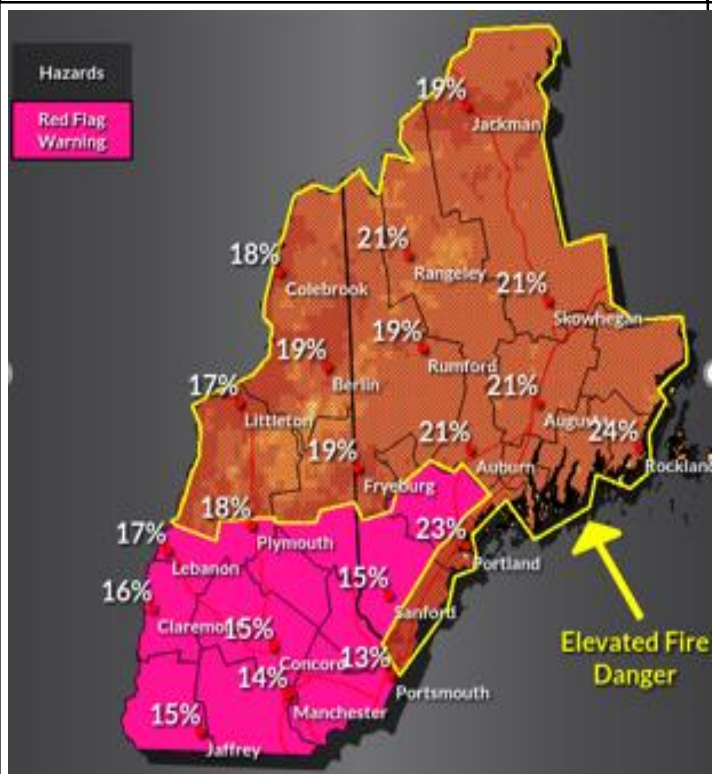 Hazards
Red Flag
Warning
19%
Jackman
18%
Colebrook
21%
Rangeley
21%
Skowhegan
19%
Berlin
19%
Rumford
17%
Littleton
21%
Augusta
24%
Rockland
19%
Fryeburg
21%
Auburn
18%
Plymouth
23%
Portland
17%
Lebanon
15%
Sanford
16%
Claremont
15%
Concord
13%
Portsmouth
14%
Manchester
15%
Jaffrey
Elevated Fire
Danger